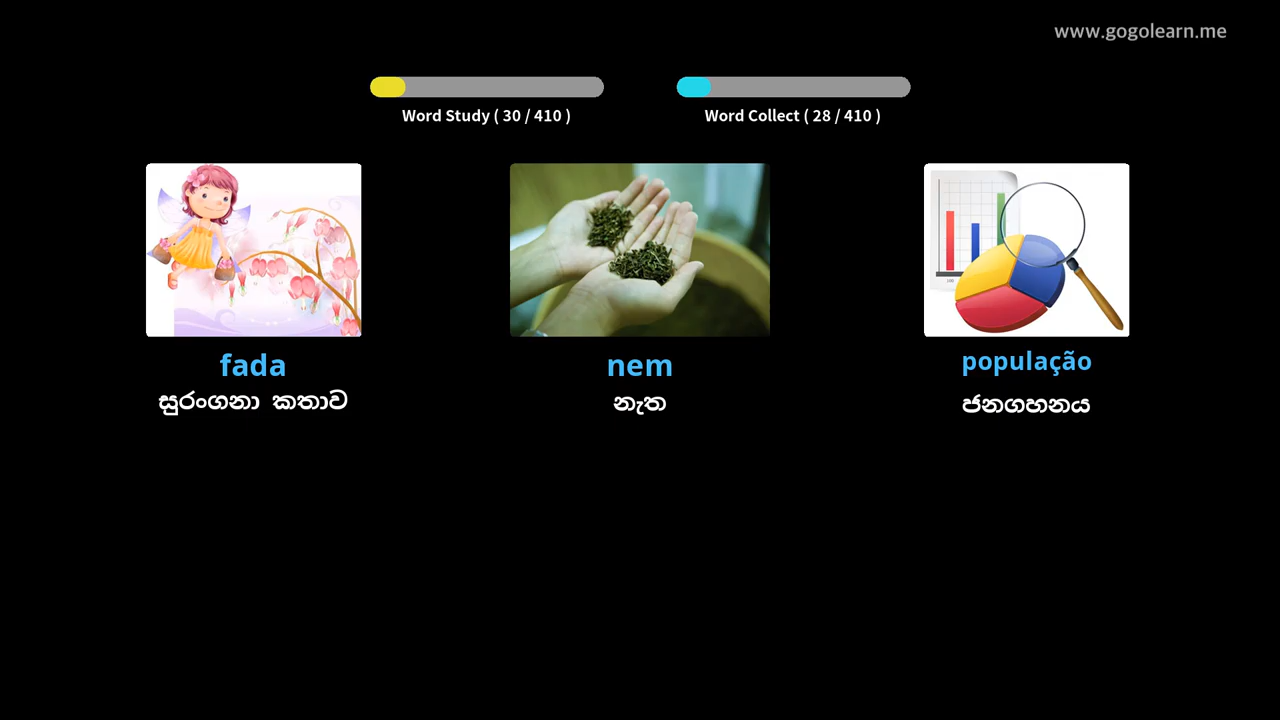 www.gogolearn.me
Word Study ( 30 / 410 )
Word Collect ( 28 / 410 )
fada
nem
população
සුරංගනා කතාව
නැත
ජනගහනය